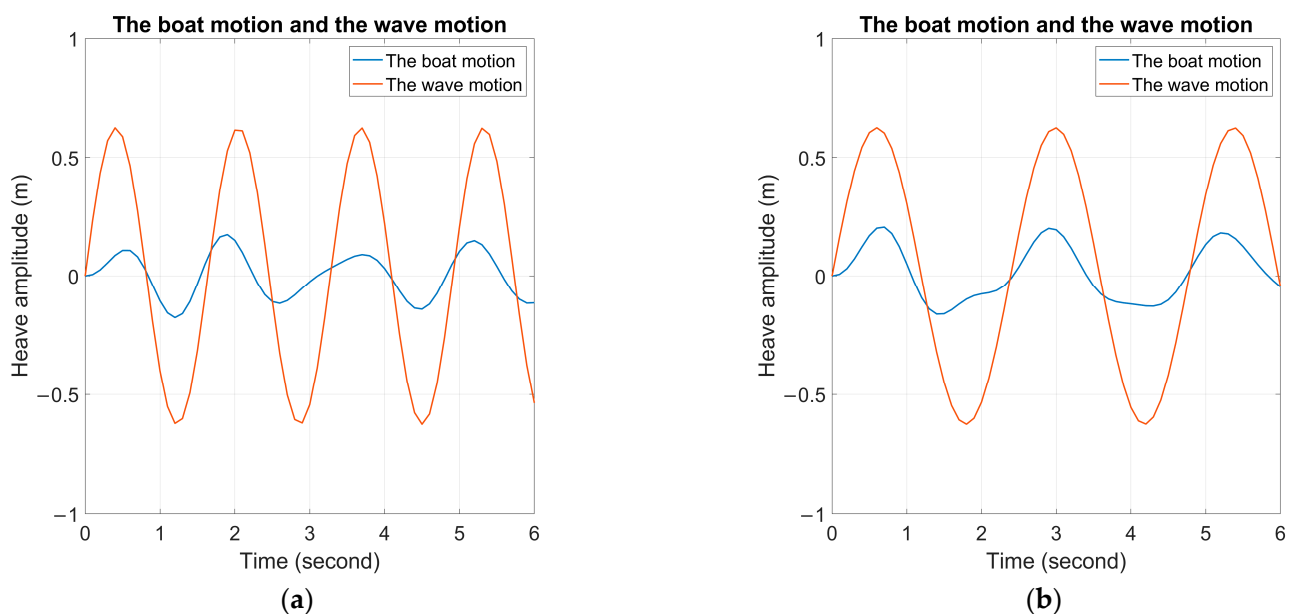 The boat motion and the wave motion
1
The boat motion
The wave motion
0.5
0
−0.5
−1
Heave amplitude (m)
0 1 2 3 4 5 6
Time (second)
(a)
The boat motion and the wave motion
1
The boat motion
The wave motion
0.5
0
−0.5
−1
Heave amplitude (m)
0 1 2 3 4 5 6
Time (second)
(b)